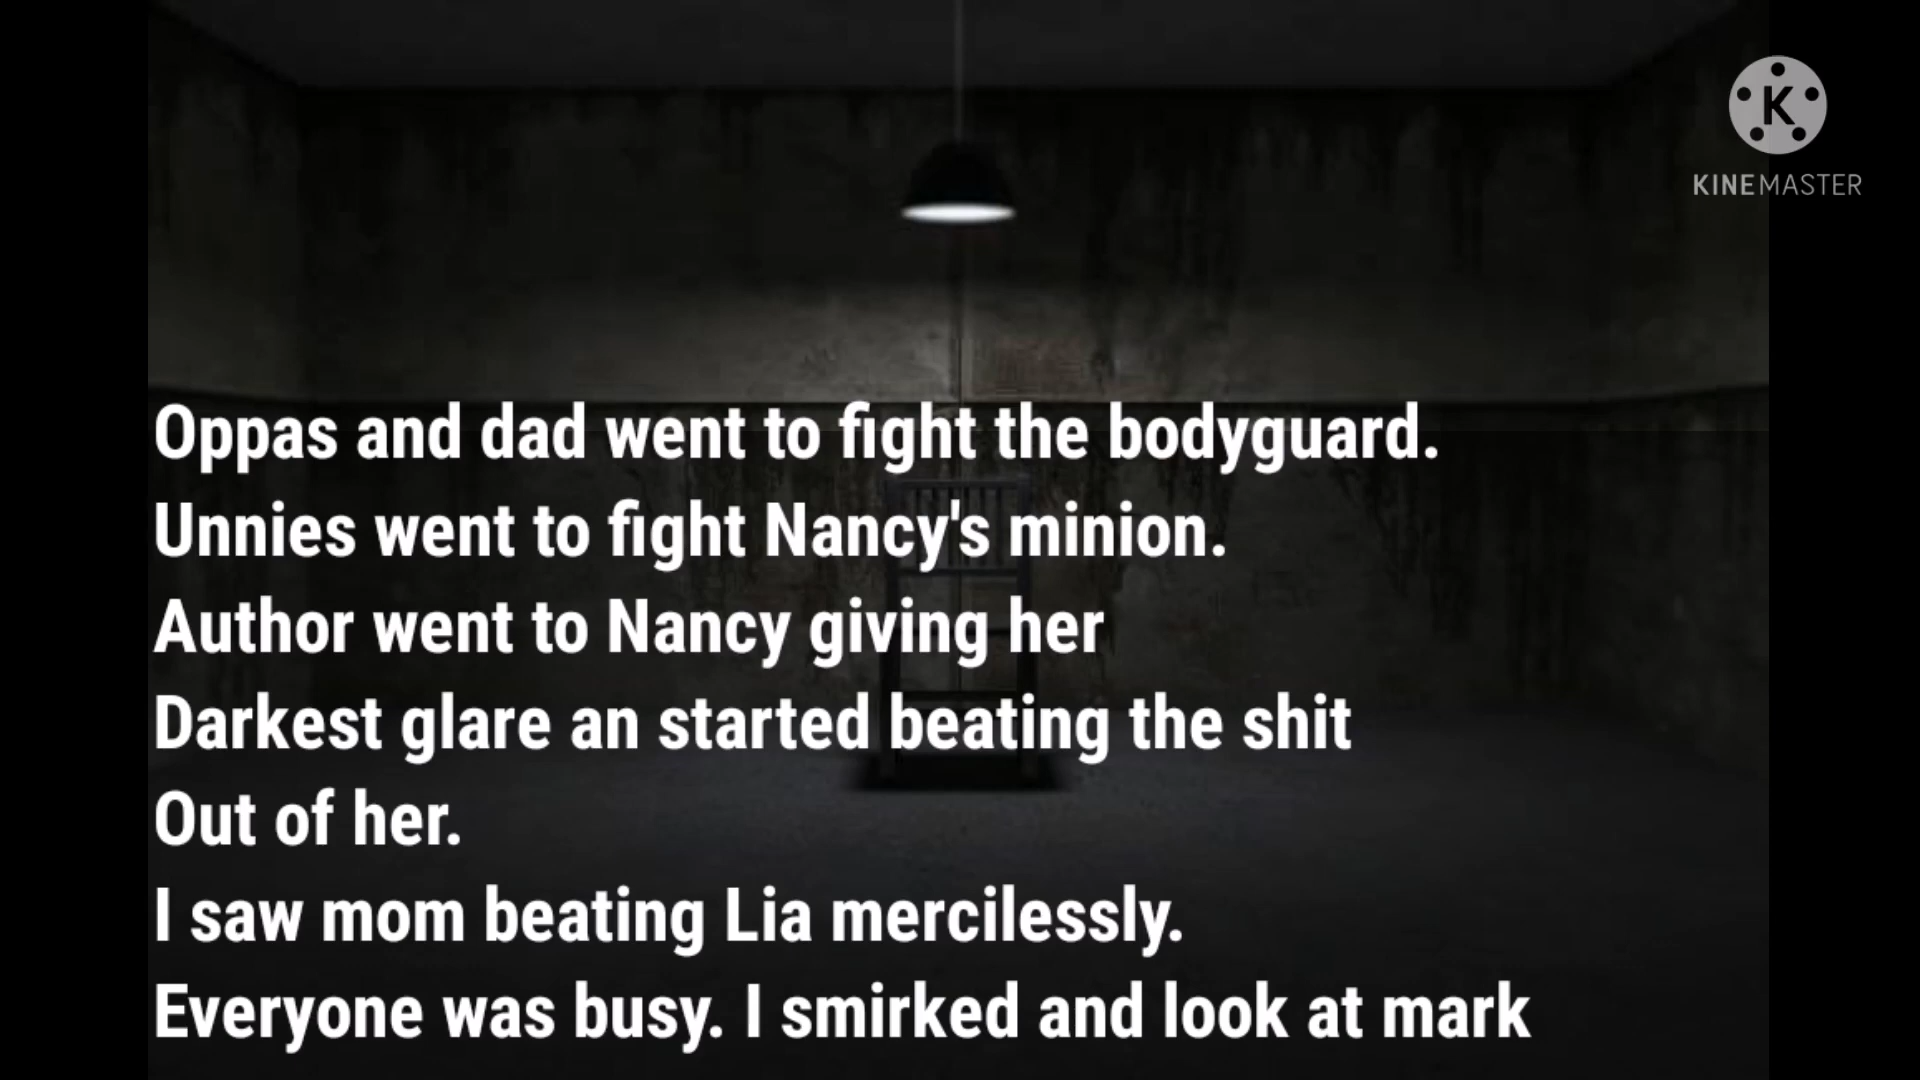 K
KINEMASTER
Oppas and dad went to fight the bodyguard.
Unnies went to fight Nancy's minion.
Author went to Nancy giving her
Darkest glare an started beating the shit
Out of her.
I saw mom beating Lia mercilessly.
Everyone was busy. I smirked and look at mark